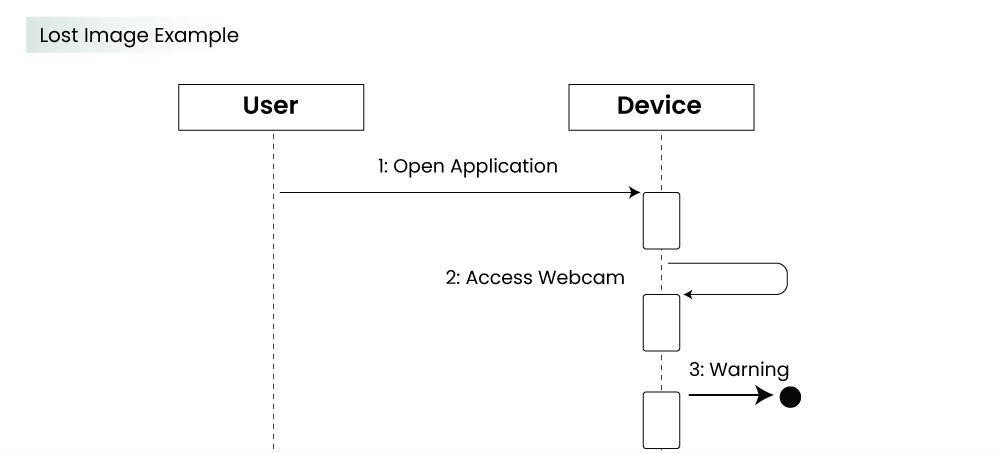 Lost Image Example
User
Device
1: Open Application
2: Access Webcam
3: Warning